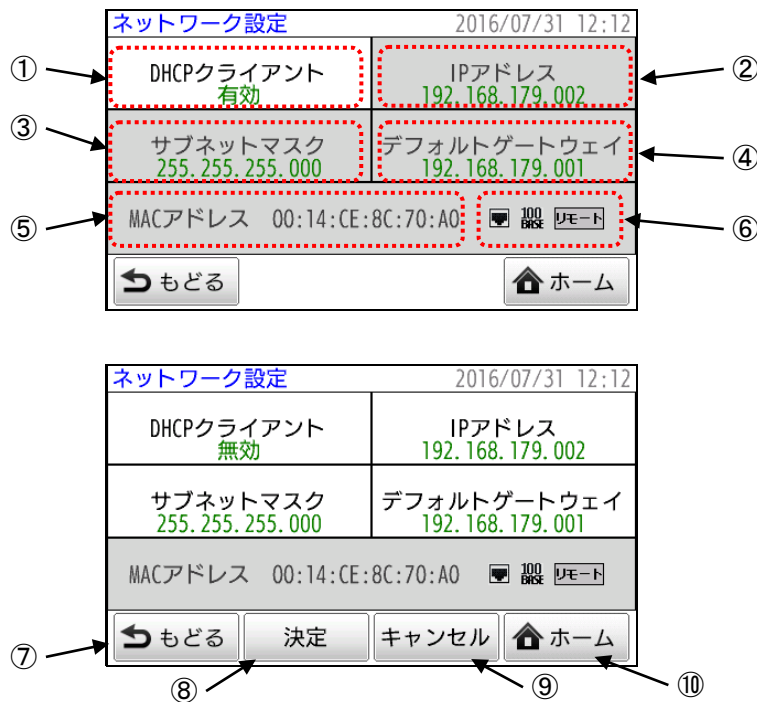 ネットワーク設定 2016/07/31 12:12
① DHCPクライアント IPアドレス ②
有効 192.168.179.002
③ サブネットマスク デフォルトゲートウェイ ④
255.255.255.000 192.168.179.001
⑤ MACアドレス 00:14:CE:8C:70:A0 100 BASE リモート ⑥
もどる ホーム
ネットワーク設定 2016/07/31 12:12
DHCPクライアント IPアドレス
無効 192.168.179.002
サブネットマスク デフォルトゲートウェイ
255.255.255.000 192.168.179.001
MACアドレス 00:14:CE:8C:70:A0 100 BASE リモート
⑦ もどる 決定 キャンセル ホーム
⑧ ⑨ ⑩